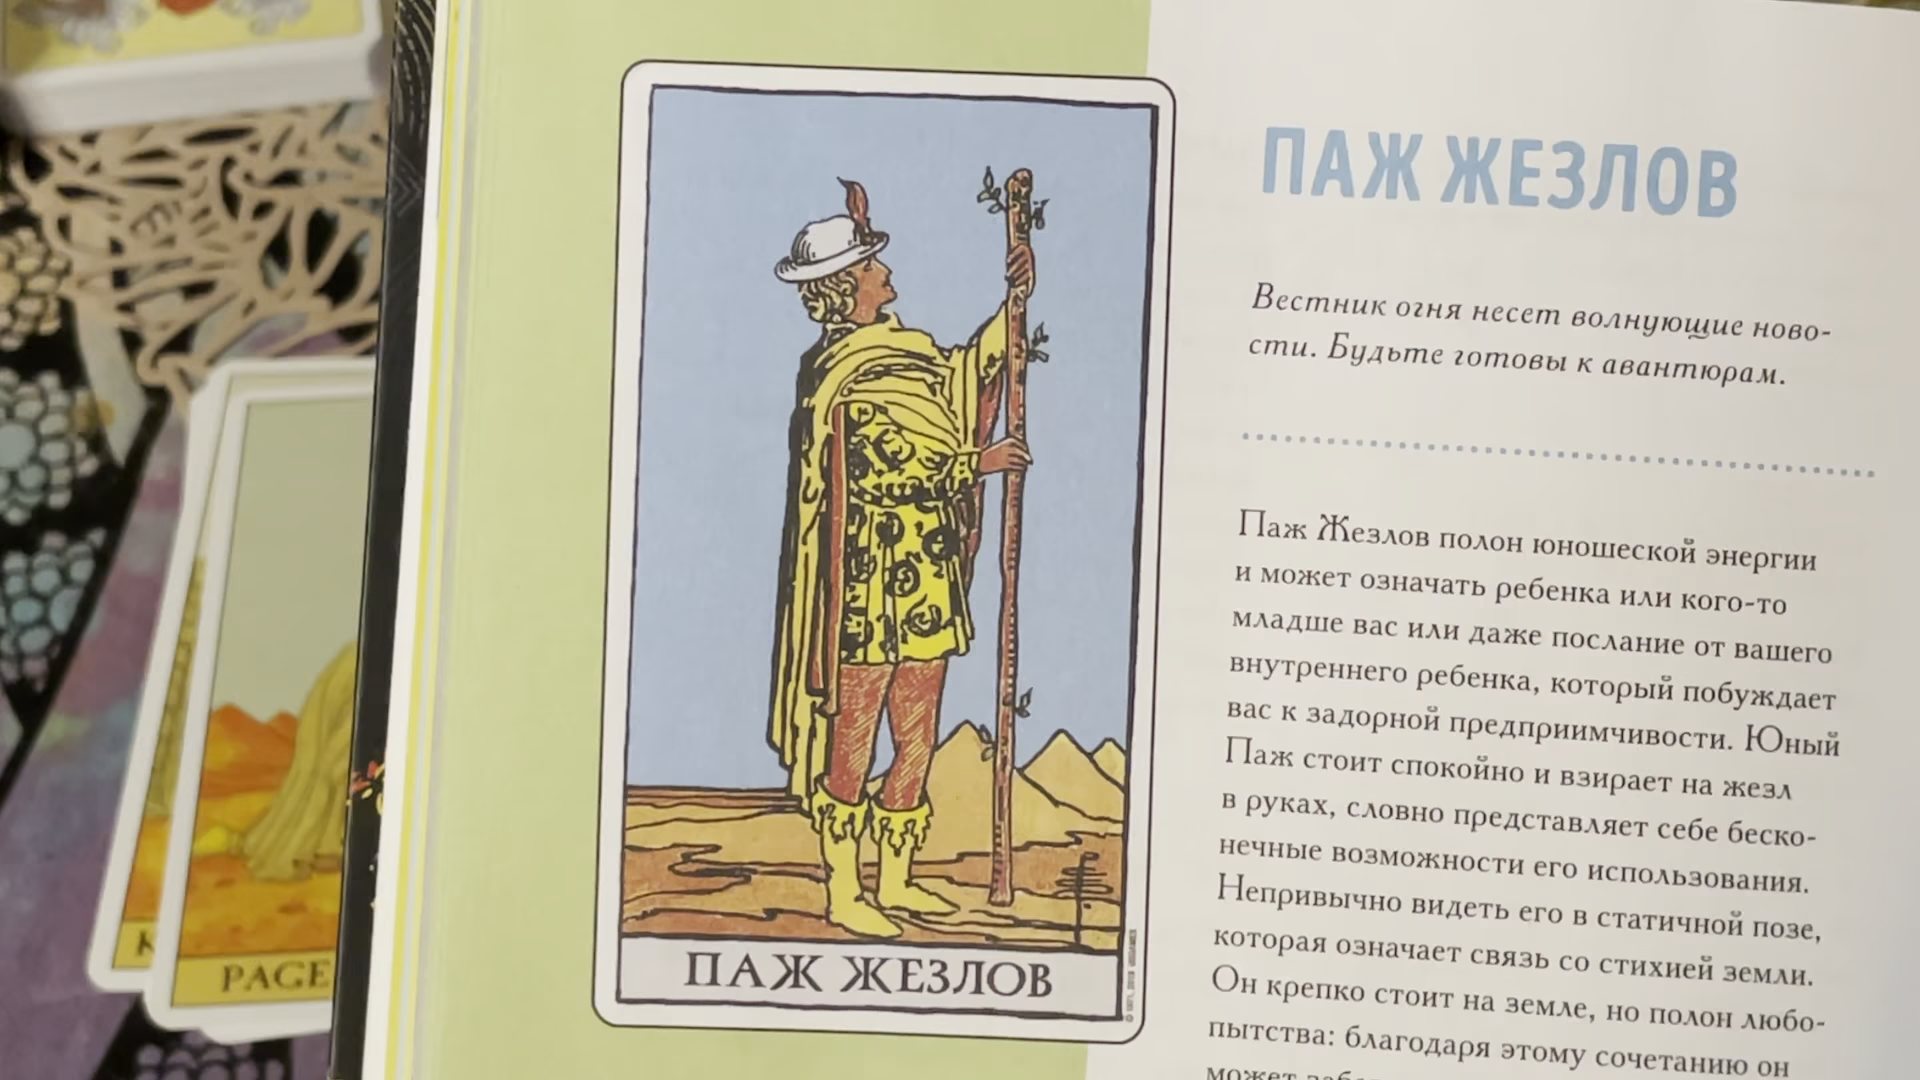 ПАЖ ЖЕЗЛОВ
Вестник огня несет волнующие ново-
сти. Будьте готовы к авантюрам.
Паж Жезлов полон юношеской энергии
и может означать ребенка или кого-то
младше вас или даже послание от вашего
внутреннего ребенка, который побуждает
вас к задорной предприимчивости. Юный
Паж стоит спокойно и взирает на жезл
в руках, словно представляет себе беско-
нечные возможности его использования.
Непривычно видеть его в статичной позе,
которая означает связь со стихией земли.
Он крепко стоит на земле, но полон любо-
пытства: благодаря этому сочетанию он
может
ПАЖ ЖЕЗЛОВ
K
PAGE